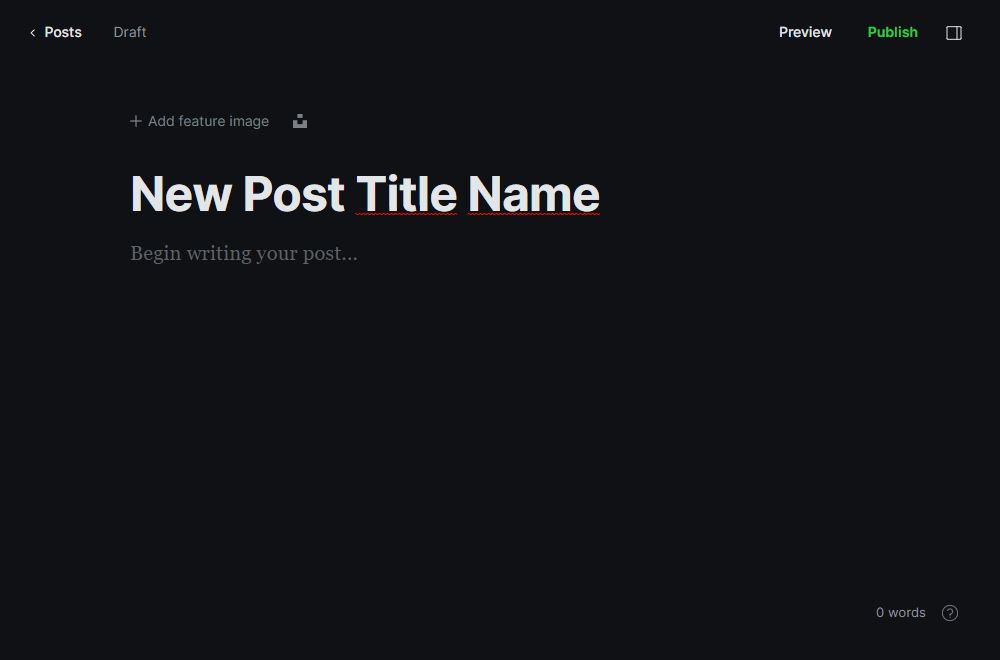 Posts Draft Preview Publish
Add feature image
New Post Title Name
Begin writing your post...
0 words ?